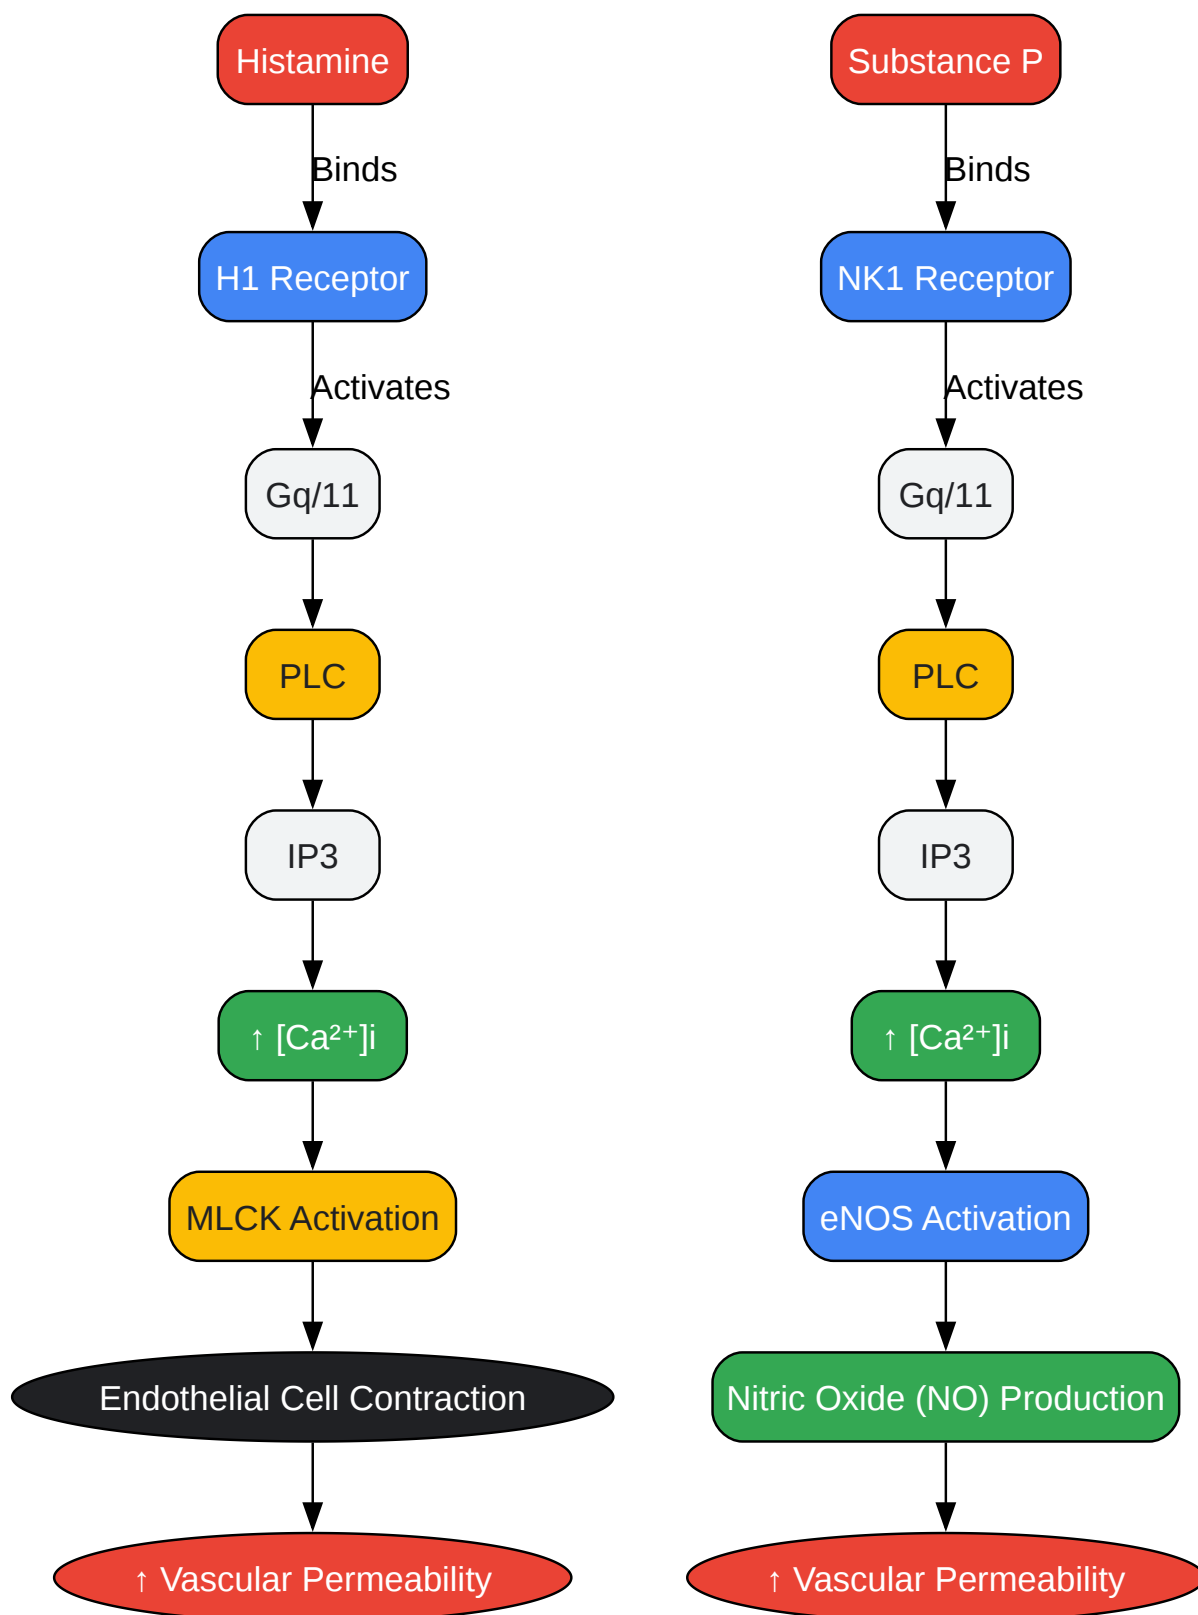 Histamine
Substance P
Binds
Binds
H1 Receptor
NK1 Receptor
Activates
Activates
Gq/11
Gq/11
PLC
PLC
IP3
IP3
↑ [Ca²⁺]i
↑ [Ca²⁺]i
MLCK Activation
eNOS Activation
Endothelial Cell Contraction
Nitric Oxide (NO) Production
↑ Vascular Permeability
↑ Vascular Permeability